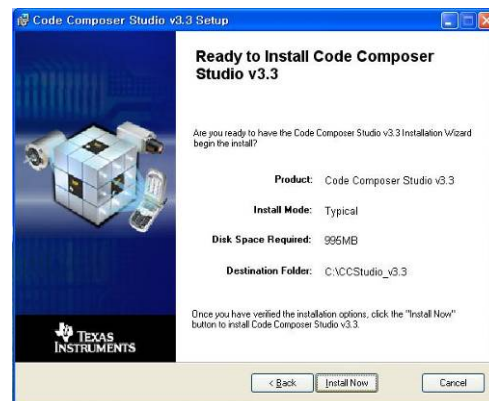 Code Composer Studio v3.3 Setup
Ready to Install Code Composer
Studio v3.3
Are you ready to have the Code Composer Studio v3.3 Installation Wizard
begin the install?
Product: Code Composer Studio v3.3
Install Mode: Typical
Disk Space Required: 995MB
Destination Folder: C:\CCStudio_v3.3
Once you have verified the installation options, click the "Install Now"
button to install Code Composer Studio v3.3.
TEXAS
INSTRUMENTS
< Back
Install Now
Cancel